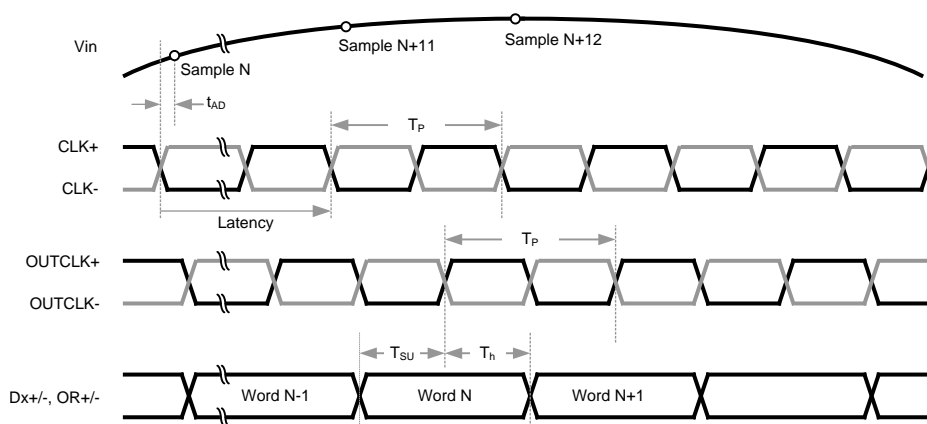 Vin
Sample N
Sample N+11
Sample N+12
tAD
TP
CLK+
CLK-
Latency
TP
OUTCLK+
OUTCLK-
TSU
Th
Dx+/-, OR+/-
Word N-1
Word N
Word N+1